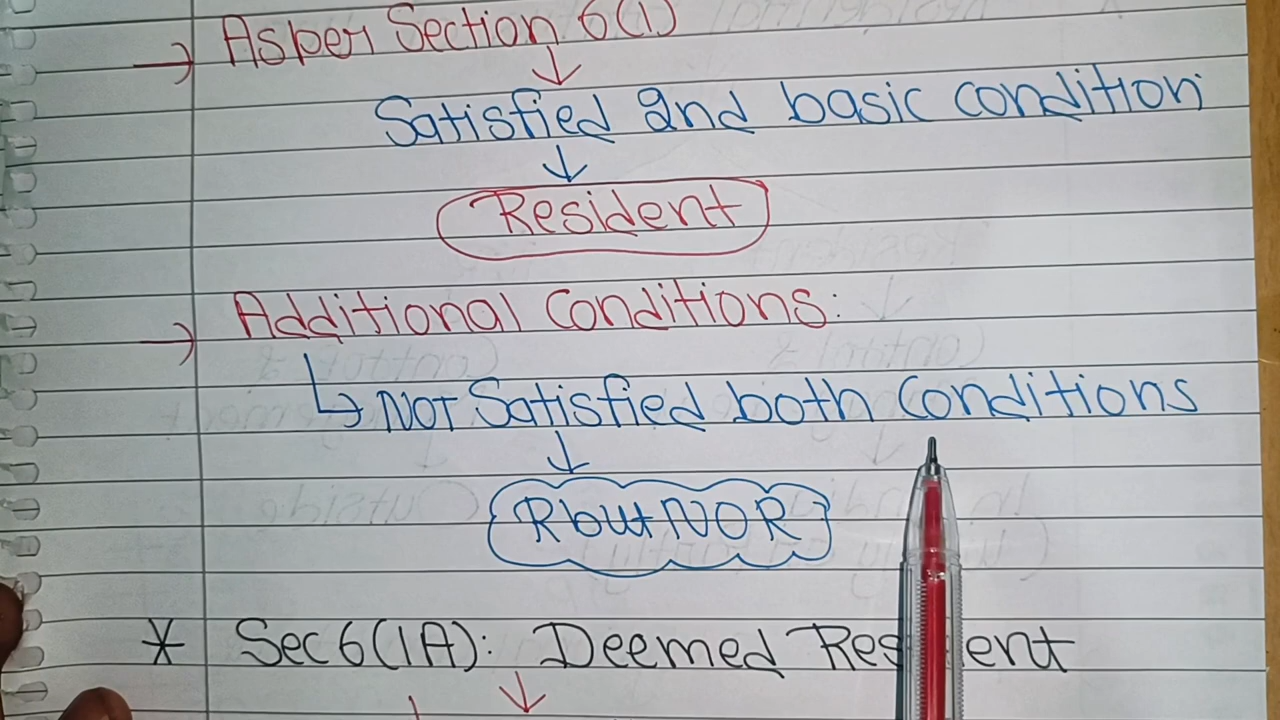 → As per Section 6(1)
↓
Satisfied 2nd basic condition
↓
Resident
→ Additional Conditions:
↳ NOT Satisfied both Conditions
↓
R but NOR
* Sec 6(1A): Deemed Resident
↓